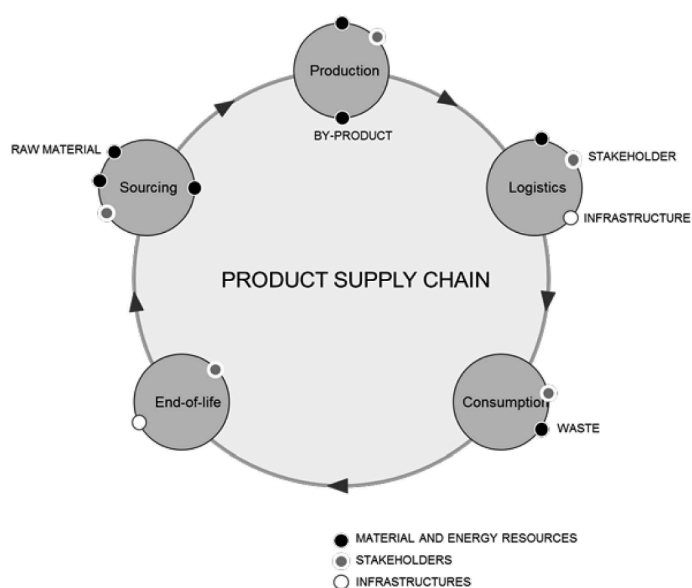 Production
BY-PRODUCT
RAW MATERIAL
Sourcing
Logistics
STAKEHOLDER
INFRASTRUCTURE
PRODUCT SUPPLY CHAIN
End-of-life
Consumption
WASTE
MATERIAL AND ENERGY RESOURCES
STAKEHOLDERS
INFRASTRUCTURES